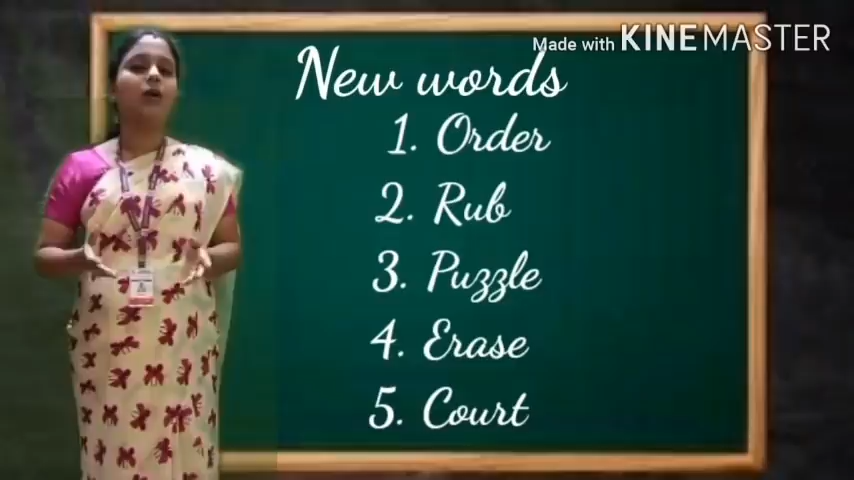 Made with KINEMASTER
New words
1. Order
2. Rub
3. Puzzle
4. Erase
5. Court